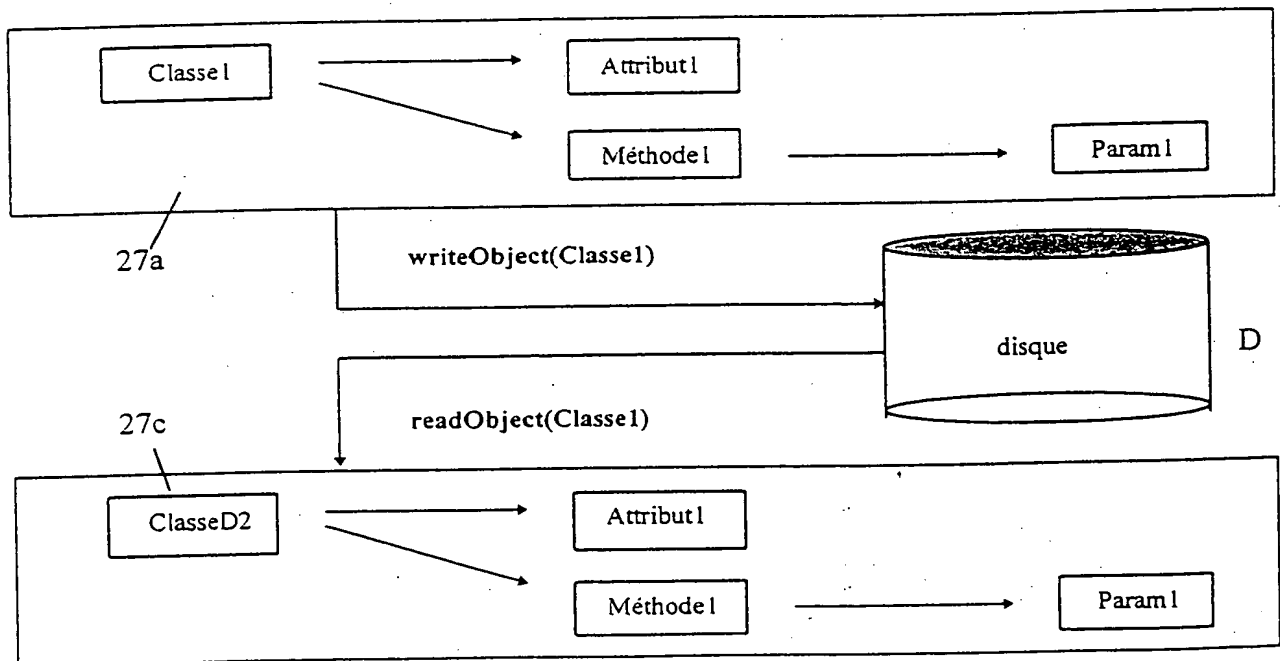 Classe1
Attribut1
Méthode1
Param1
27a
writeObject(Classe1)
disque
D
readObject(Classe1)
27c
ClasseD2
Attribut1
Méthode1
Param1